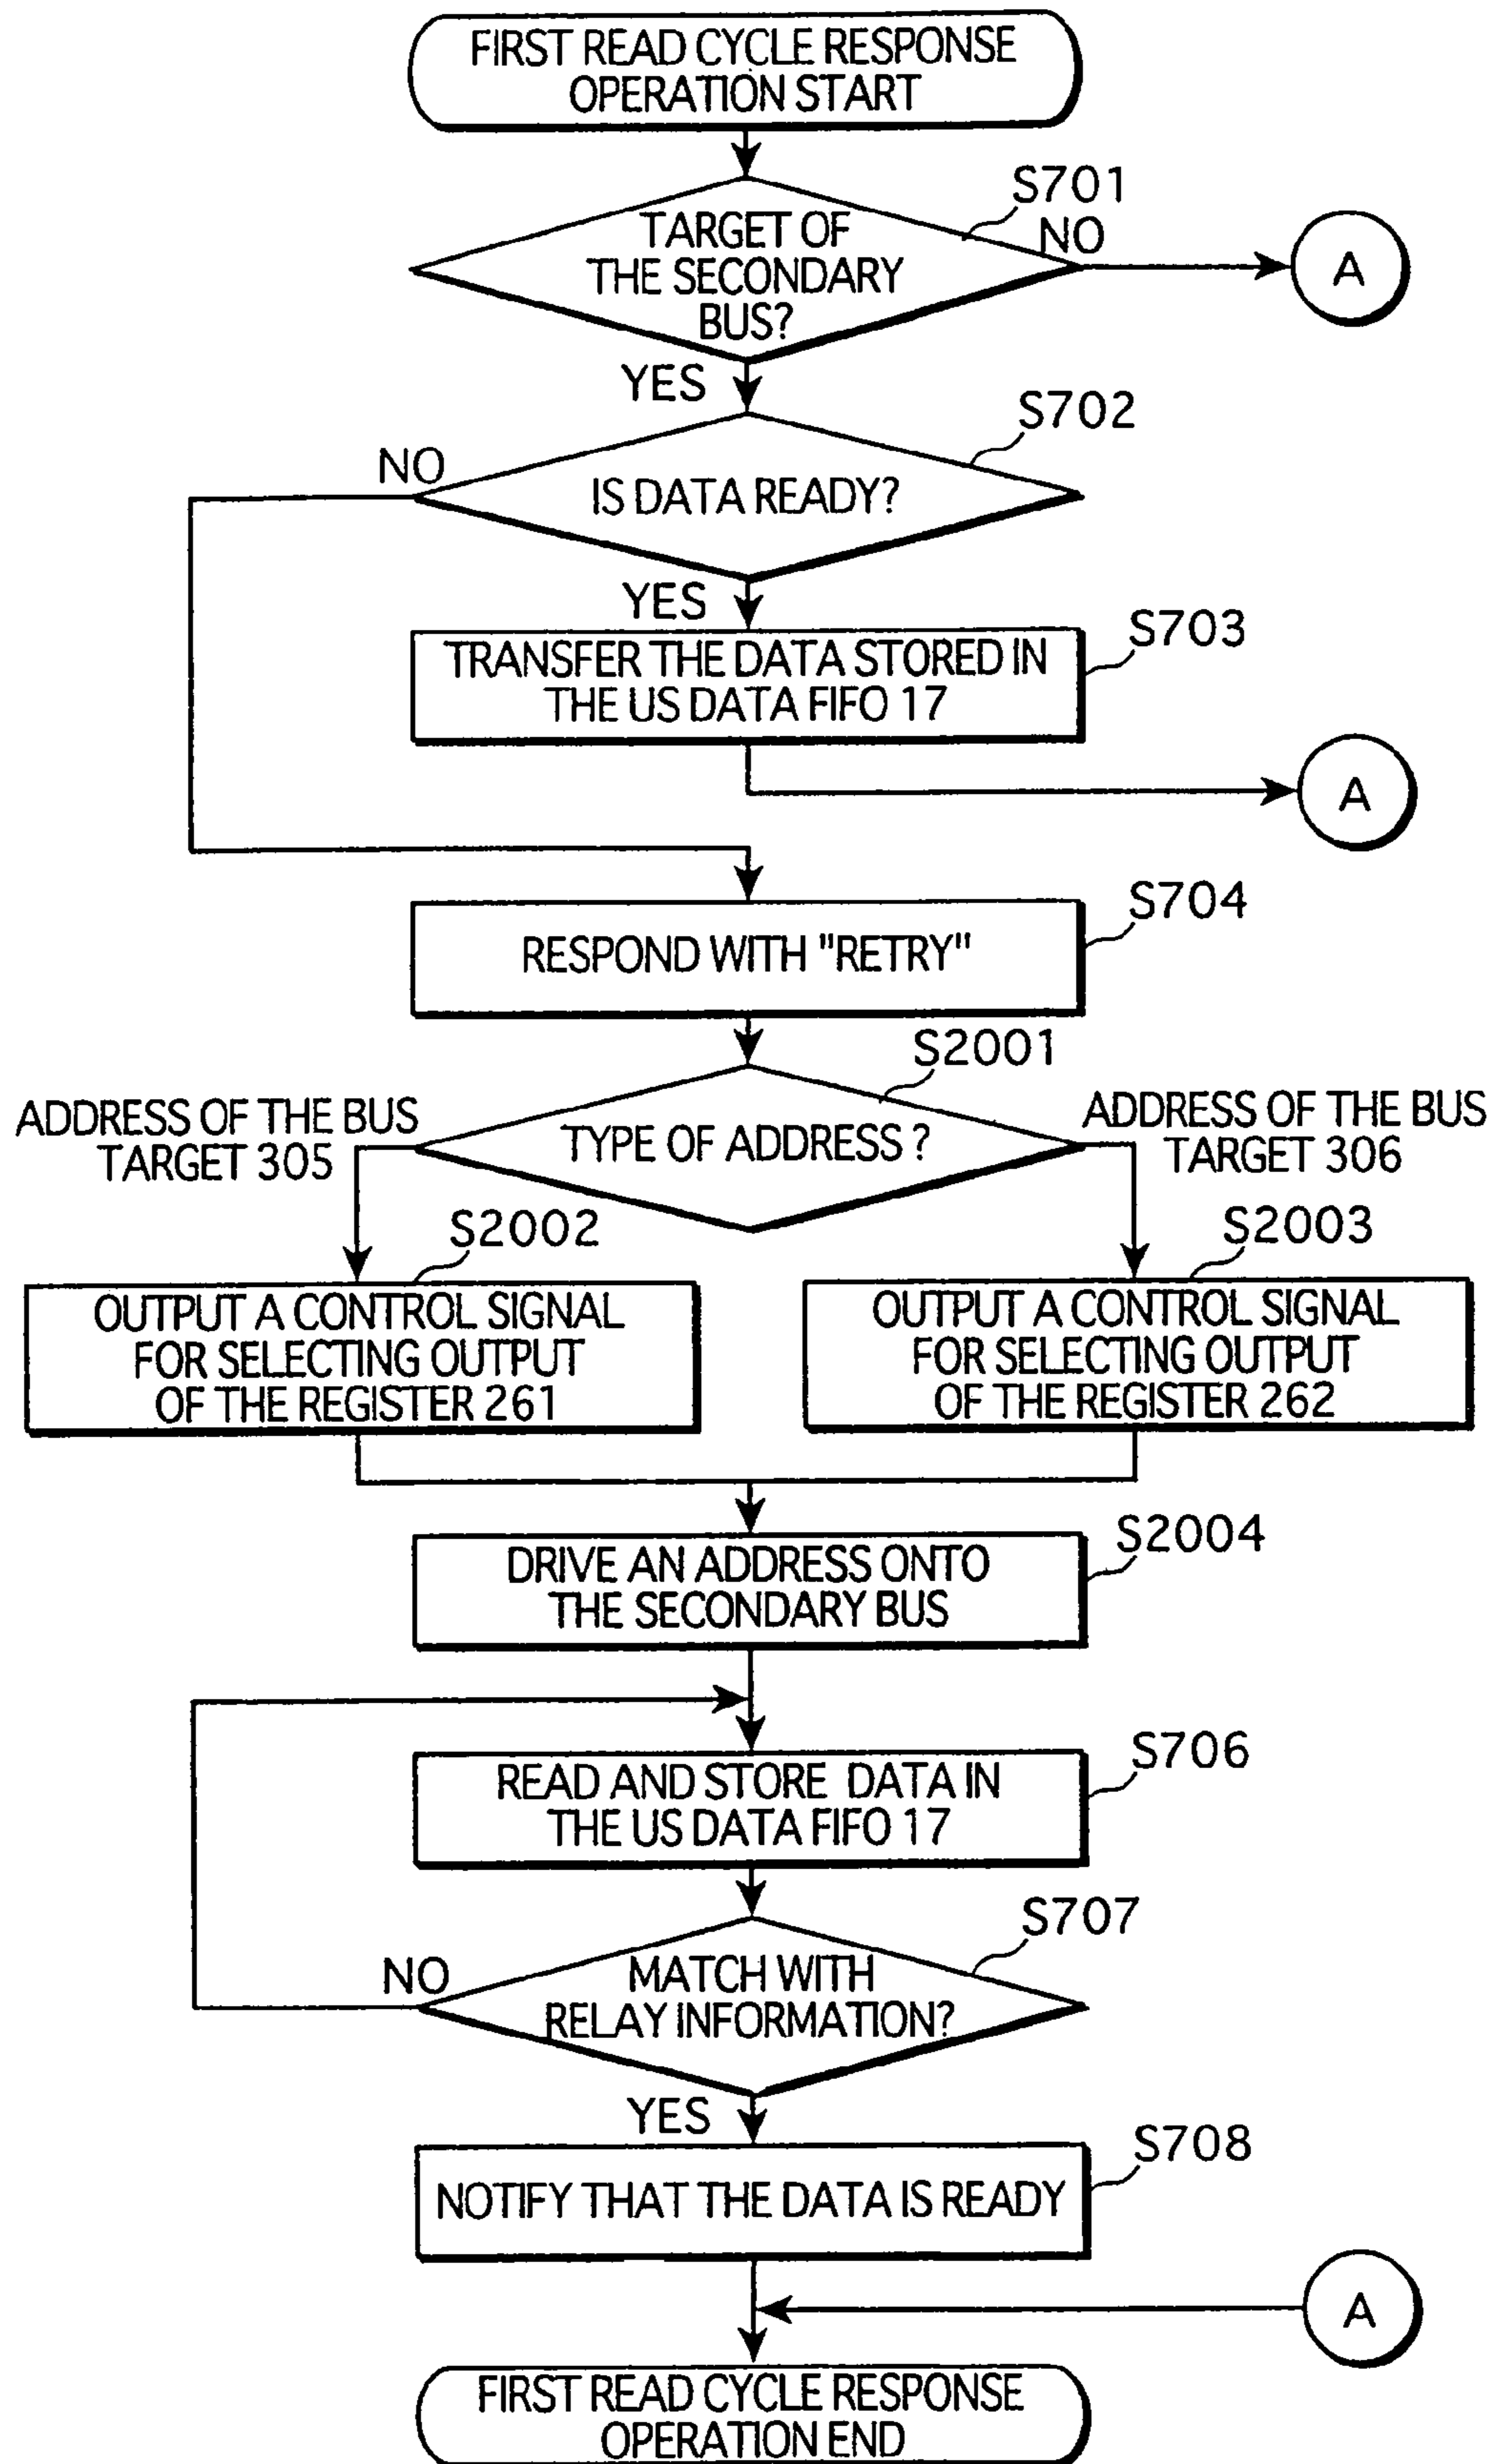 FIRST READ CYCLE RESPONSE
OPERATION START
S701
TARGET OF
THE SECONDARY
BUS?
NO
A
YES
S702
NO
IS DATA READY?
YES
S703
TRANSFER THE DATA STORED IN
THE US DATA FIFO 17
A
S704
RESPOND WITH "RETRY"
S2001
ADDRESS OF THE BUS
TARGET 305
TYPE OF ADDRESS ?
ADDRESS OF THE BUS
TARGET 306
S2002
S2003
OUTPUT A CONTROL SIGNAL
FOR SELECTING OUTPUT
OF THE REGISTER 261
OUTPUT A CONTROL SIGNAL
FOR SELECTING OUTPUT
OF THE REGISTER 262
S2004
DRIVE AN ADDRESS ONTO
THE SECONDARY BUS
S706
READ AND STORE DATA IN
THE US DATA FIFO 17
S707
NO
MATCH WITH
RELAY INFORMATION?
YES
S708
NOTIFY THAT THE DATA IS READY
A
FIRST READ CYCLE RESPONSE
OPERATION END